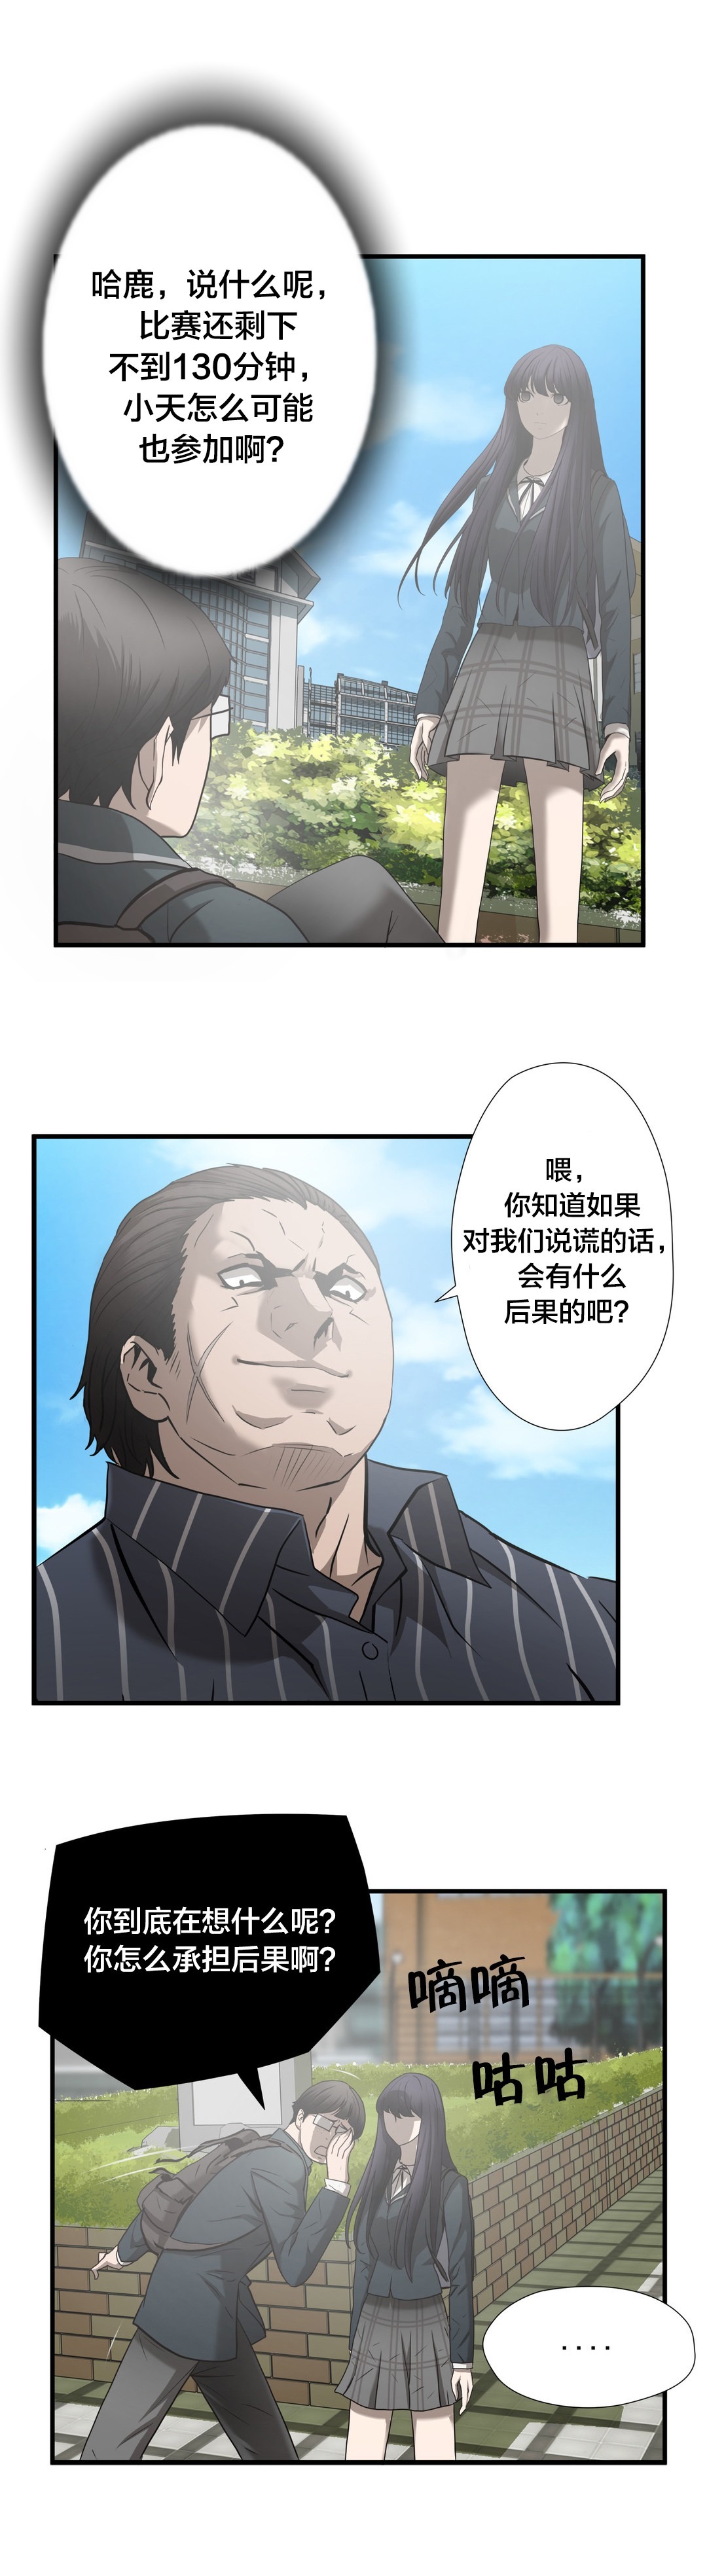 哈鹿，说什么呢，
比赛还剩下
不到130分钟，
小天怎么可能
也参加啊？
喂，
你知道如果
对我们说谎的话，
会有什么
后果的吧？
你到底在想什么呢？
你怎么承担后果啊？
嘀嘀
咕咕
....